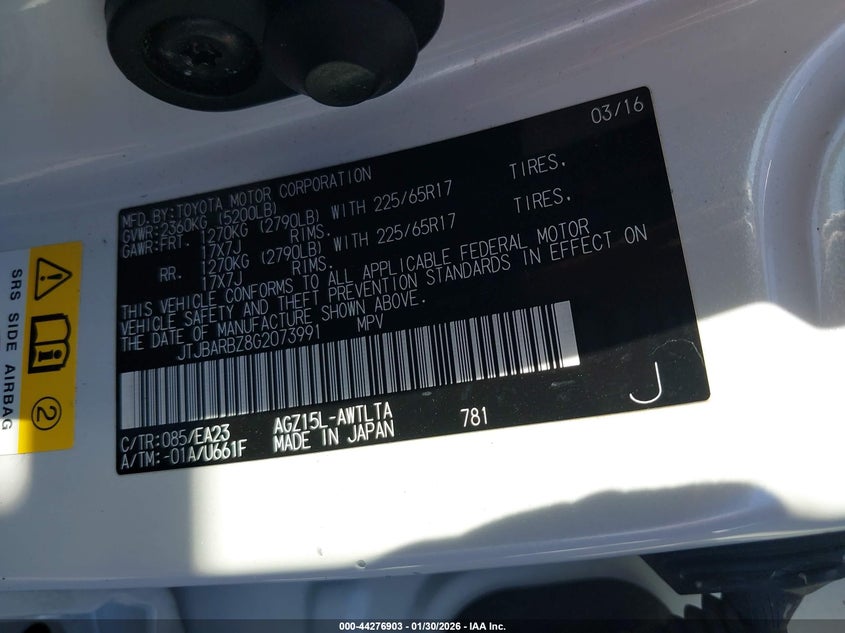 03/16
MFD.BY:TOYOTA MOTOR CORPORATION
GVWR:2360KG (5200LB)
GAWR:FRT. 1270KG (2790LB) WITH 225/65R17 TIRES,
17X7J RIMS.
RR. 1270KG (2790LB) WITH 225/65R17 TIRES,
17X7J RIMS.
THIS VEHICLE CONFORMS TO ALL APPLICABLE FEDERAL MOTOR
VEHICLE SAFETY AND THEFT PREVENTION STANDARDS IN EFFECT ON
THE DATE OF MANUFACTURE SHOWN ABOVE.
JTJBARBZ8G2073991 MPV
C/TR:085/EA23 AGZ15L-AWTLTA 781
A/TM:-01A/U661F MADE IN JAPAN
J
SRS SIDE AIRBAG
2
000-44276903 - 01/30/2026 - IAA Inc.